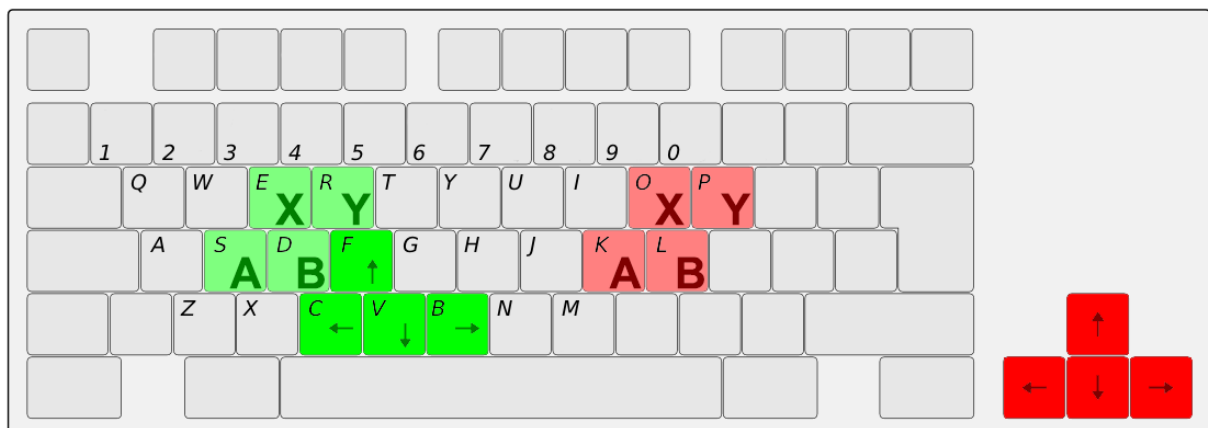 1 2 3 4 5 6 7 8 9 0
Q W E X R Y T Y U I O X P Y
A S A D B F ↑ G H J K A L B
Z X C ← V ↓ B → N M ↑
← ↓ →